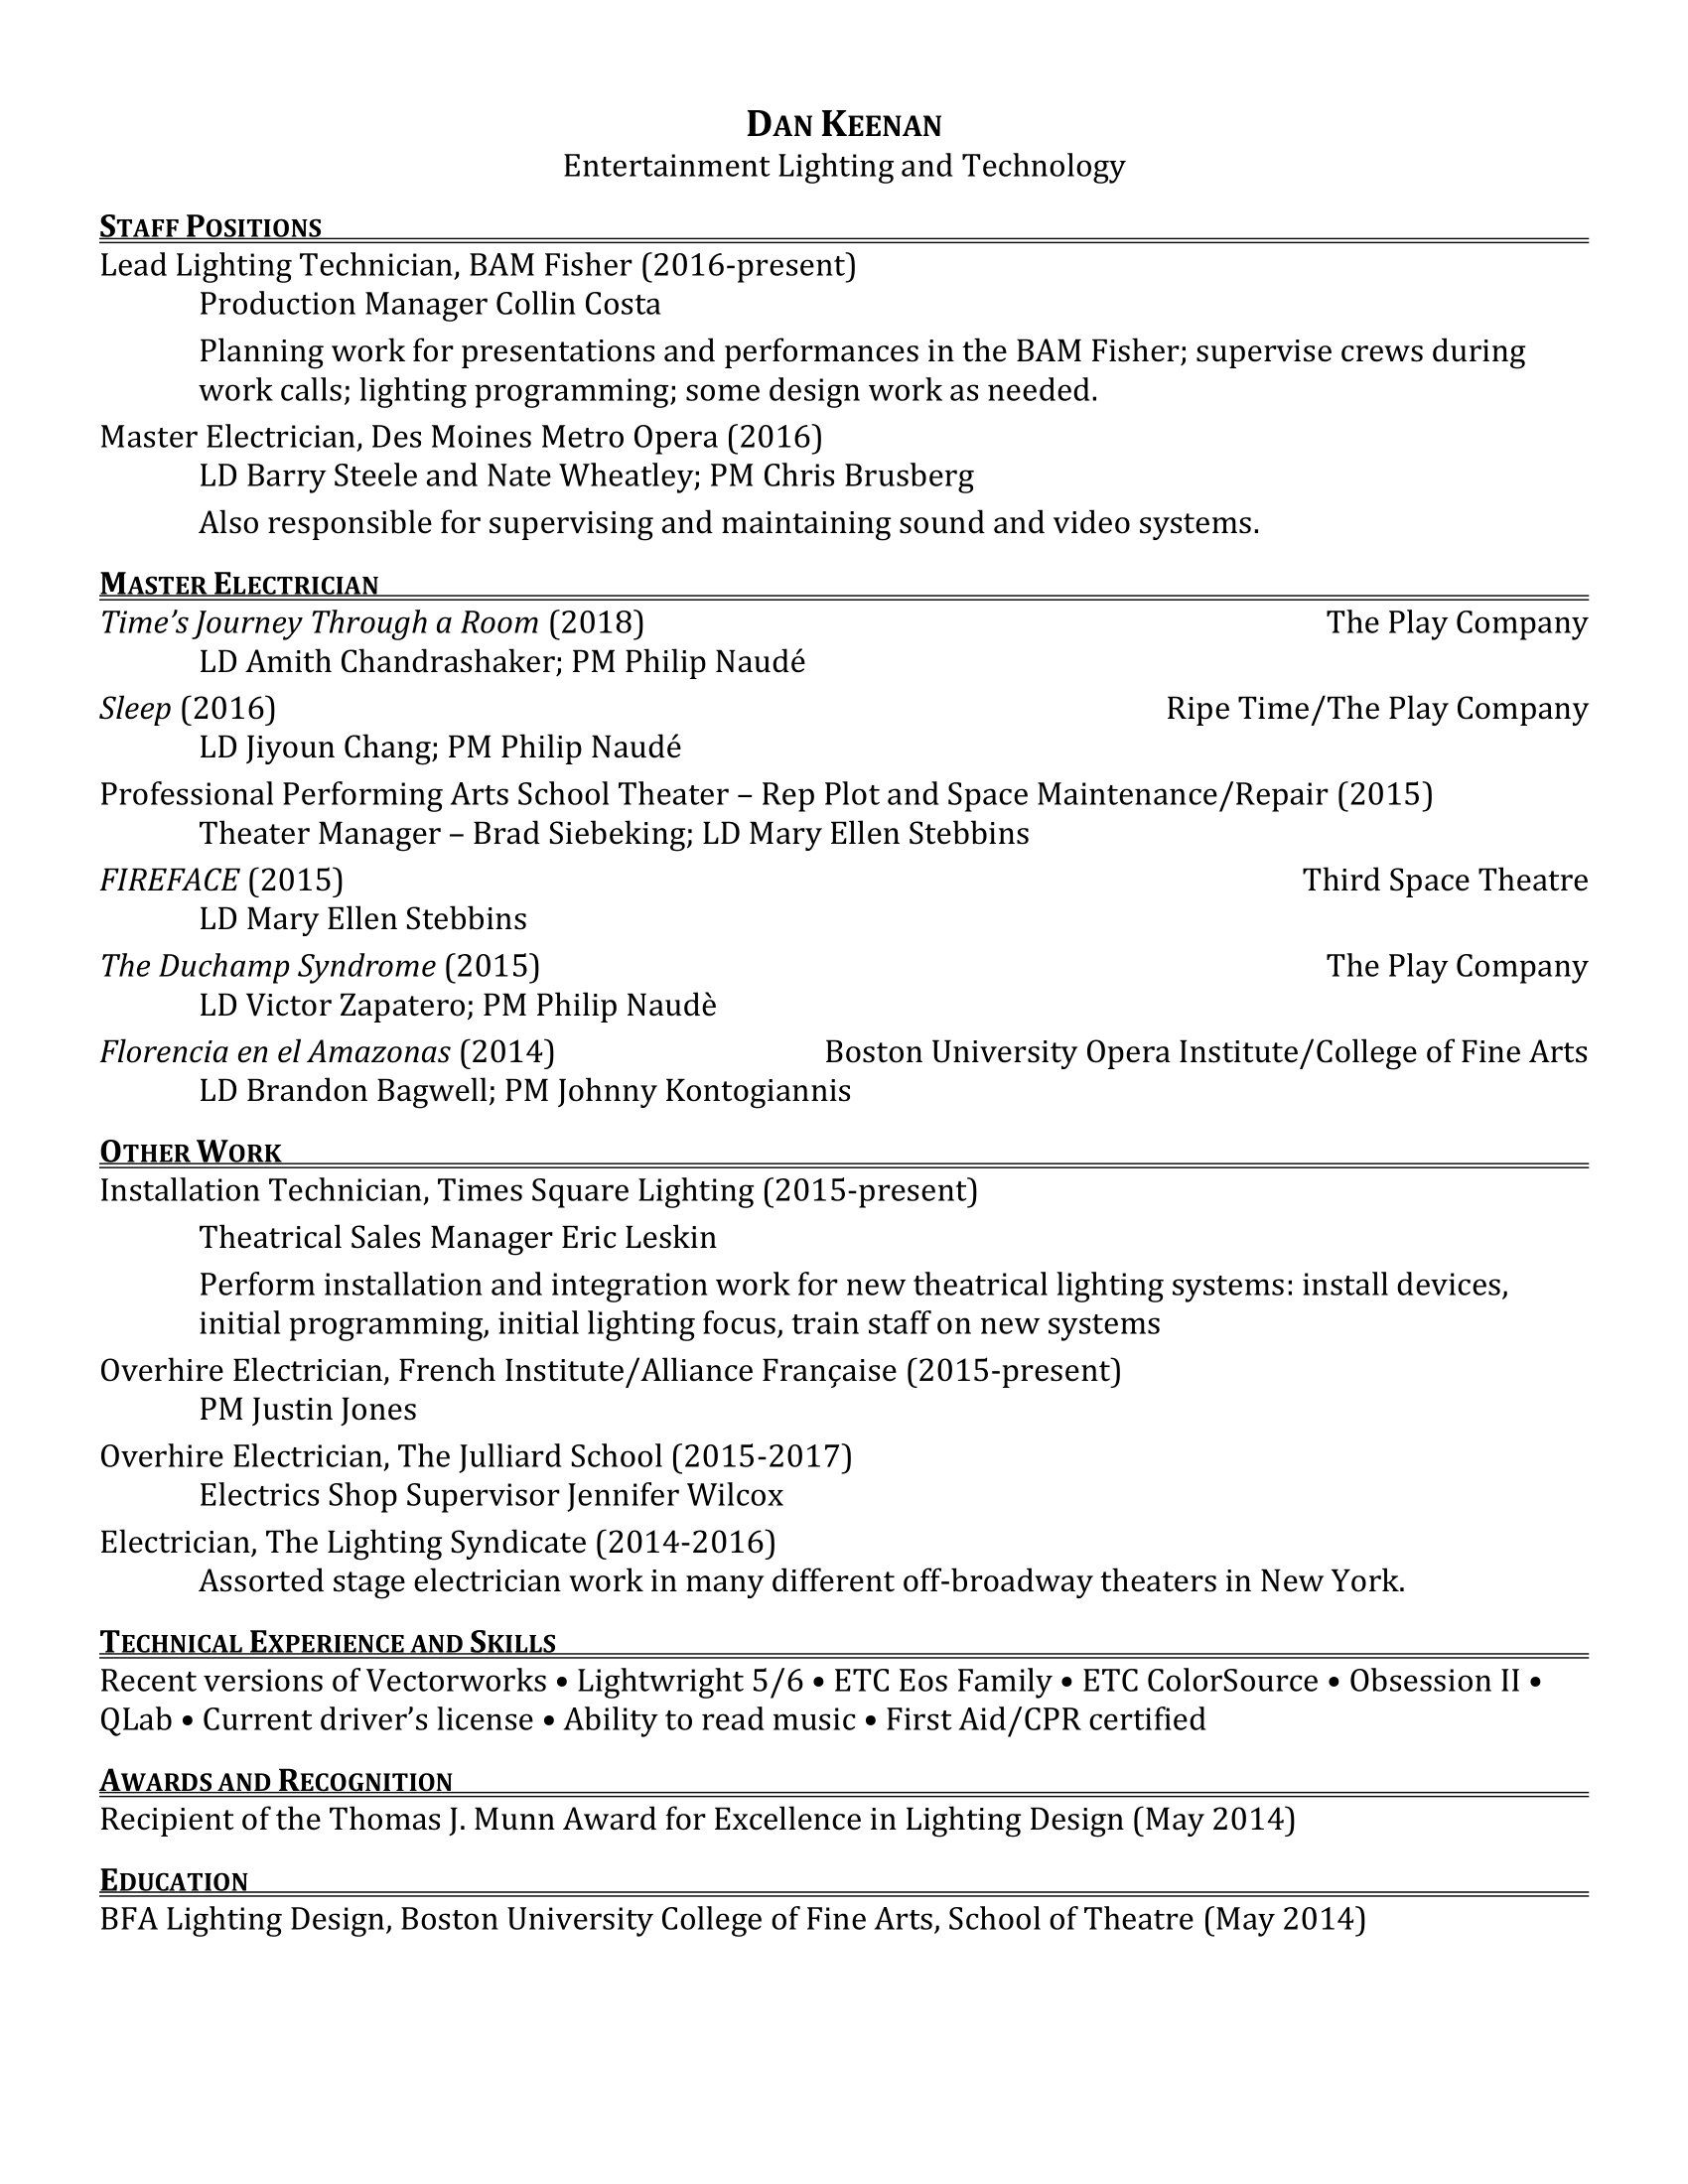 DAN KEENAN
Entertainment Lighting and Technology
STAFF POSITIONS
Lead Lighting Technician, BAM Fisher (2016-present)
Production Manager Collin Costa
Planning work for presentations and performances in the BAM Fisher; supervise crews during
work calls; lighting programming; some design work as needed.
Master Electrician, Des Moines Metro Opera (2016)
LD Barry Steele and Nate Wheatley; PM Chris Brusberg
Also responsible for supervising and maintaining sound and video systems.
MASTER ELECTRICIAN
Time’s Journey Through a Room (2018) The Play Company
LD Amith Chandrashaker; PM Philip Naudé
Sleep (2016) Ripe Time/The Play Company
LD Jiyoun Chang; PM Philip Naudé
Professional Performing Arts School Theater – Rep Plot and Space Maintenance/Repair (2015)
Theater Manager – Brad Siebeking; LD Mary Ellen Stebbins
FIREFACE (2015) Third Space Theatre
LD Mary Ellen Stebbins
The Duchamp Syndrome (2015) The Play Company
LD Victor Zapatero; PM Philip Naudè
Florencia en el Amazonas (2014) Boston University Opera Institute/College of Fine Arts
LD Brandon Bagwell; PM Johnny Kontogiannis
OTHER WORK
Installation Technician, Times Square Lighting (2015-present)
Theatrical Sales Manager Eric Leskin
Perform installation and integration work for new theatrical lighting systems: install devices,
initial programming, initial lighting focus, train staff on new systems
Overhire Electrician, French Institute/Alliance Française (2015-present)
PM Justin Jones
Overhire Electrician, The Julliard School (2015-2017)
Electrics Shop Supervisor Jennifer Wilcox
Electrician, The Lighting Syndicate (2014-2016)
Assorted stage electrician work in many different off-broadway theaters in New York.
TECHNICAL EXPERIENCE AND SKILLS
Recent versions of Vectorworks • Lightwright 5/6 • ETC Eos Family • ETC ColorSource • Obsession II •
QLab • Current driver’s license • Ability to read music • First Aid/CPR certified
AWARDS AND RECOGNITION
Recipient of the Thomas J. Munn Award for Excellence in Lighting Design (May 2014)
EDUCATION
BFA Lighting Design, Boston University College of Fine Arts, School of Theatre (May 2014)